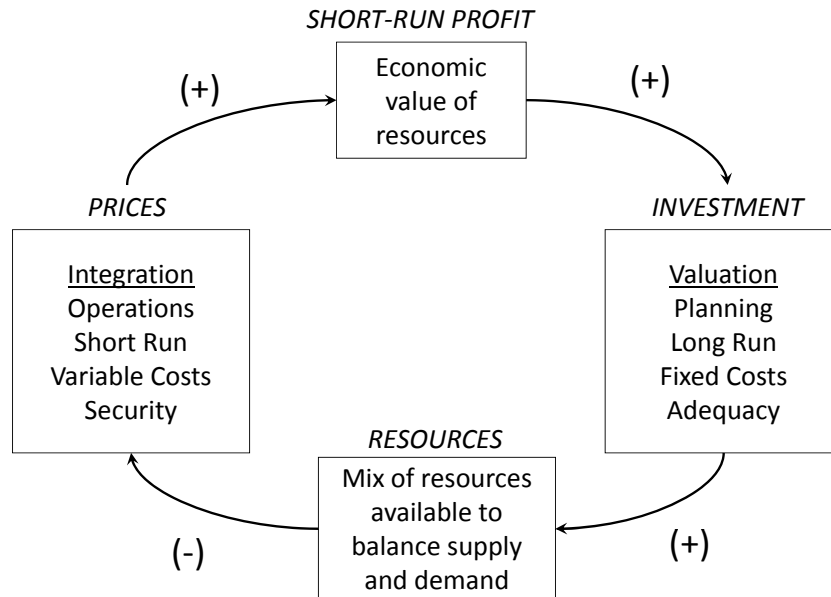 SHORT-RUN PROFIT
Economic
value of
resources
(+)
(+)
PRICES
Integration
Operations
Short Run
Variable Costs
Security
INVESTMENT
Valuation
Planning
Long Run
Fixed Costs
Adequacy
RESOURCES
Mix of resources
available to
balance supply
and demand
(-)
(+)